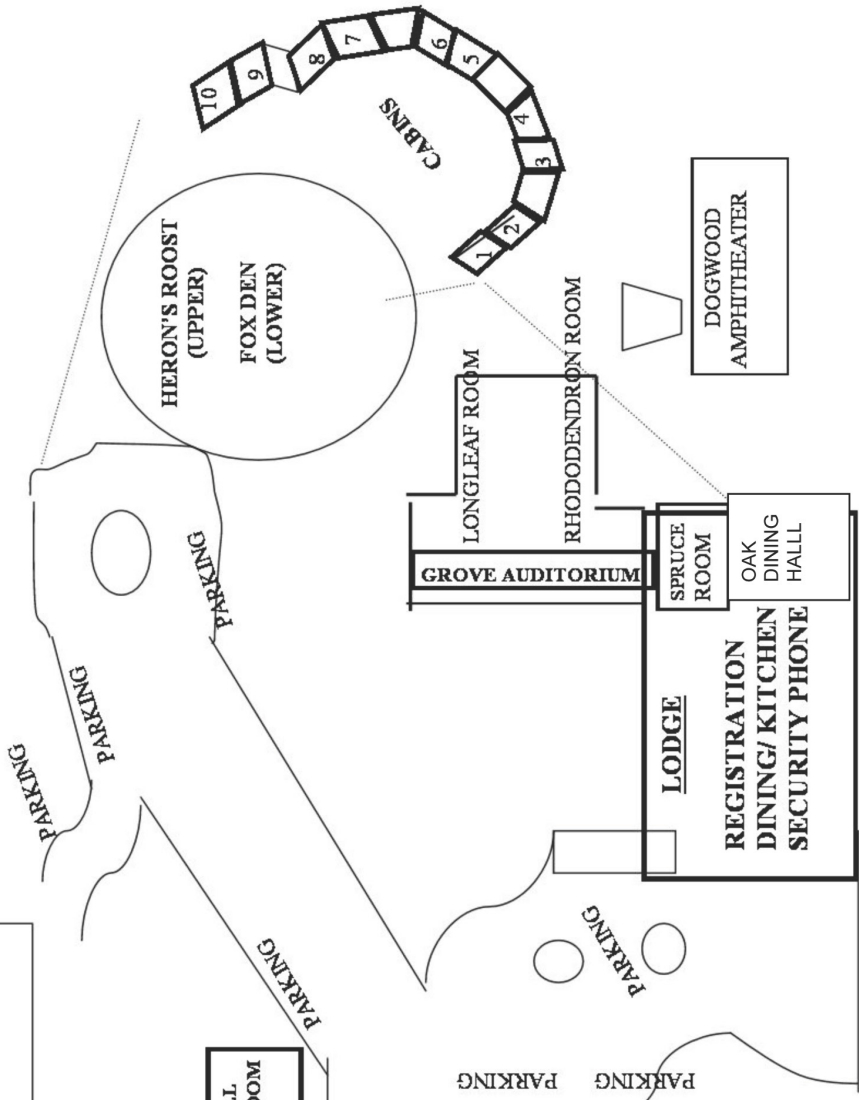 10
9
8
7
6
5
4
3
2
1
CABINS
HERON'S ROOST
(UPPER)
FOX DEN
(LOWER)
DOGWOOD
AMPHITHEATER
LONGLEAF ROOM
RHODODENDRON ROOM
GROVE AUDITORIUM
SPRUCE
ROOM
OAK
DINING
HALLL
LODGE
REGISTRATION
DINING/ KITCHEN
SECURITY PHONE
PARKING
PARKING
PARKING
PARKING
PARKING
PARKING
PARKING